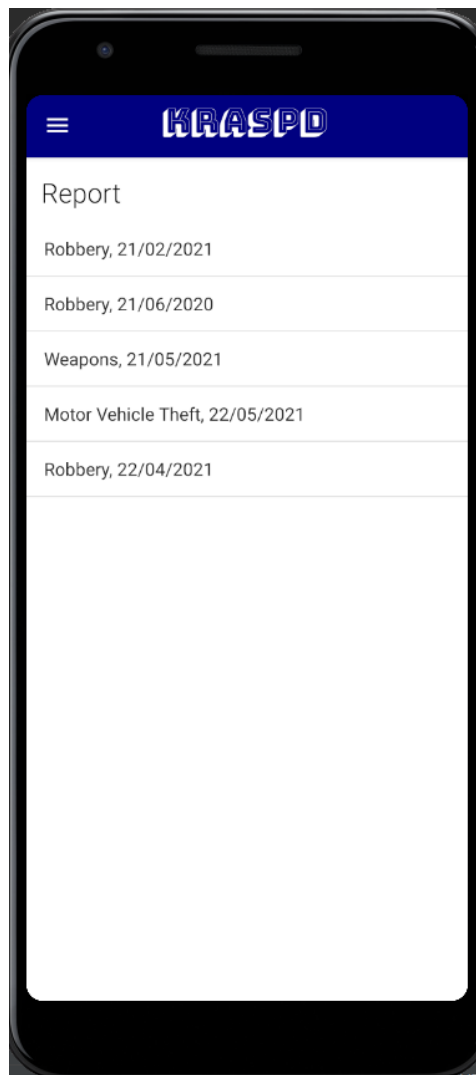 KRASPD
Report
Robbery, 21/02/2021
Robbery, 21/06/2020
Weapons, 21/05/2021
Motor Vehicle Theft, 22/05/2021
Robbery, 22/04/2021